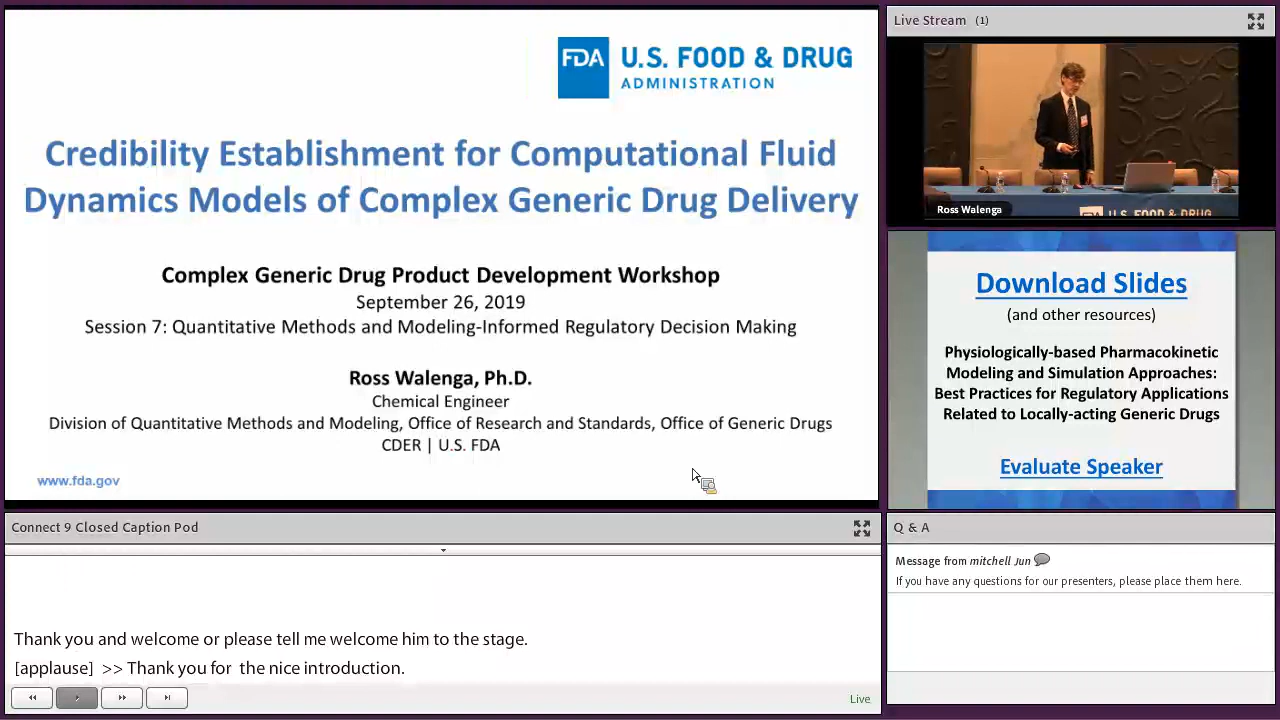 FDA U.S. FOOD & DRUG
ADMINISTRATION
Credibility Establishment for Computational Fluid
Dynamics Models of Complex Generic Drug Delivery
Complex Generic Drug Product Development Workshop
September 26, 2019
Session 7: Quantitative Methods and Modeling-Informed Regulatory Decision Making
Ross Walenga, Ph.D.
Chemical Engineer
Division of Quantitative Methods and Modeling, Office of Research and Standards, Office of Generic Drugs
CDER | U.S. FDA
www.fda.gov
Live Stream (1)
Ross Walenga
U.S. FOOD & DRUG
Download Slides
(and other resources)
Physiologically-based Pharmacokinetic
Modeling and Simulation Approaches:
Best Practices for Regulatory Applications
Related to Locally-acting Generic Drugs
Evaluate Speaker
Connect 9 Closed Caption Pod
Thank you and welcome or please tell me welcome him to the stage.
[applause] >> Thank you for the nice introduction.
Live
Q & A
Message from mitchell Jun
If you have any questions for our presenters, please place them here.